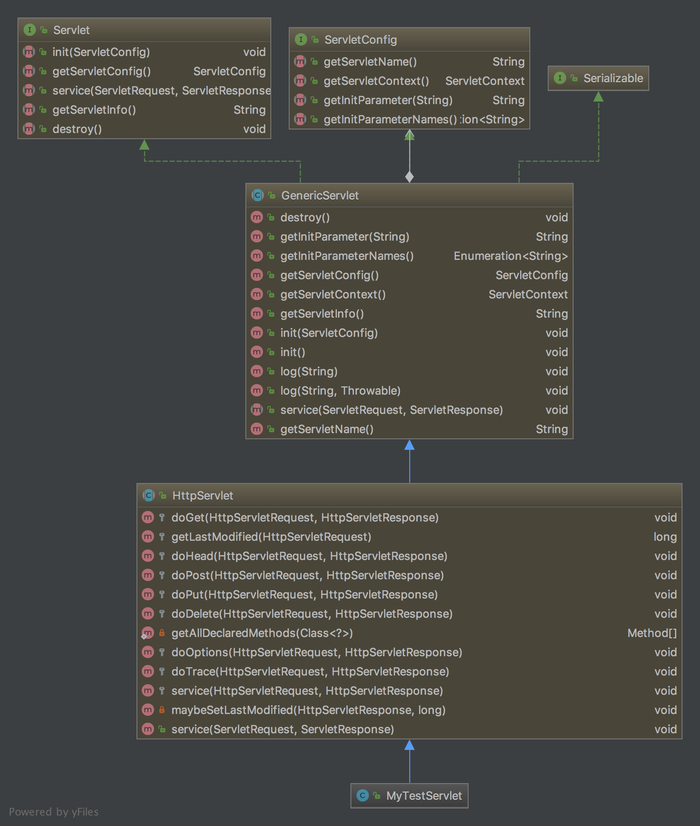 Servlet
init(ServletConfig) void
getServletConfig() ServletConfig
service(ServletRequest, ServletResponse
getServletInfo() String
destroy() void
ServletConfig
getServletName() String
getServletContext() ServletContext
getInitParameter(String) String
getInitParameterNames() :ion<String>
Serializable
GenericServlet
destroy() void
getInitParameter(String) String
getInitParameterNames() Enumeration<String>
getServletConfig() ServletConfig
getServletContext() ServletContext
getServletInfo() String
init(ServletConfig) void
init() void
log(String) void
log(String, Throwable) void
service(ServletRequest, ServletResponse) void
getServletName() String
HttpServlet
doGet(HttpServletRequest, HttpServletResponse) void
getLastModified(HttpServletRequest) long
doHead(HttpServletRequest, HttpServletResponse) void
doPost(HttpServletRequest, HttpServletResponse) void
doPut(HttpServletRequest, HttpServletResponse) void
doDelete(HttpServletRequest, HttpServletResponse) void
getAllDeclaredMethods(Class<?>) Method[]
doOptions(HttpServletRequest, HttpServletResponse) void
doTrace(HttpServletRequest, HttpServletResponse) void
service(HttpServletRequest, HttpServletResponse) void
maybeSetLastModified(HttpServletResponse, long) void
service(ServletRequest, ServletResponse) void
MyTestServlet
Powered by yFiles